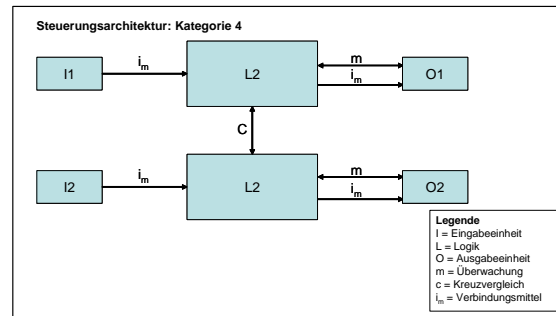 Steuerungsarchitektur: Kategorie 4
I1
im
L2
m
im
O1
C
I2
im
L2
m
im
O2
Legende
I = Eingabeeinheit
L = Logik
O = Ausgabeeinheit
m = Überwachung
c = Kreuzvergleich
im = Verbindungsmittel